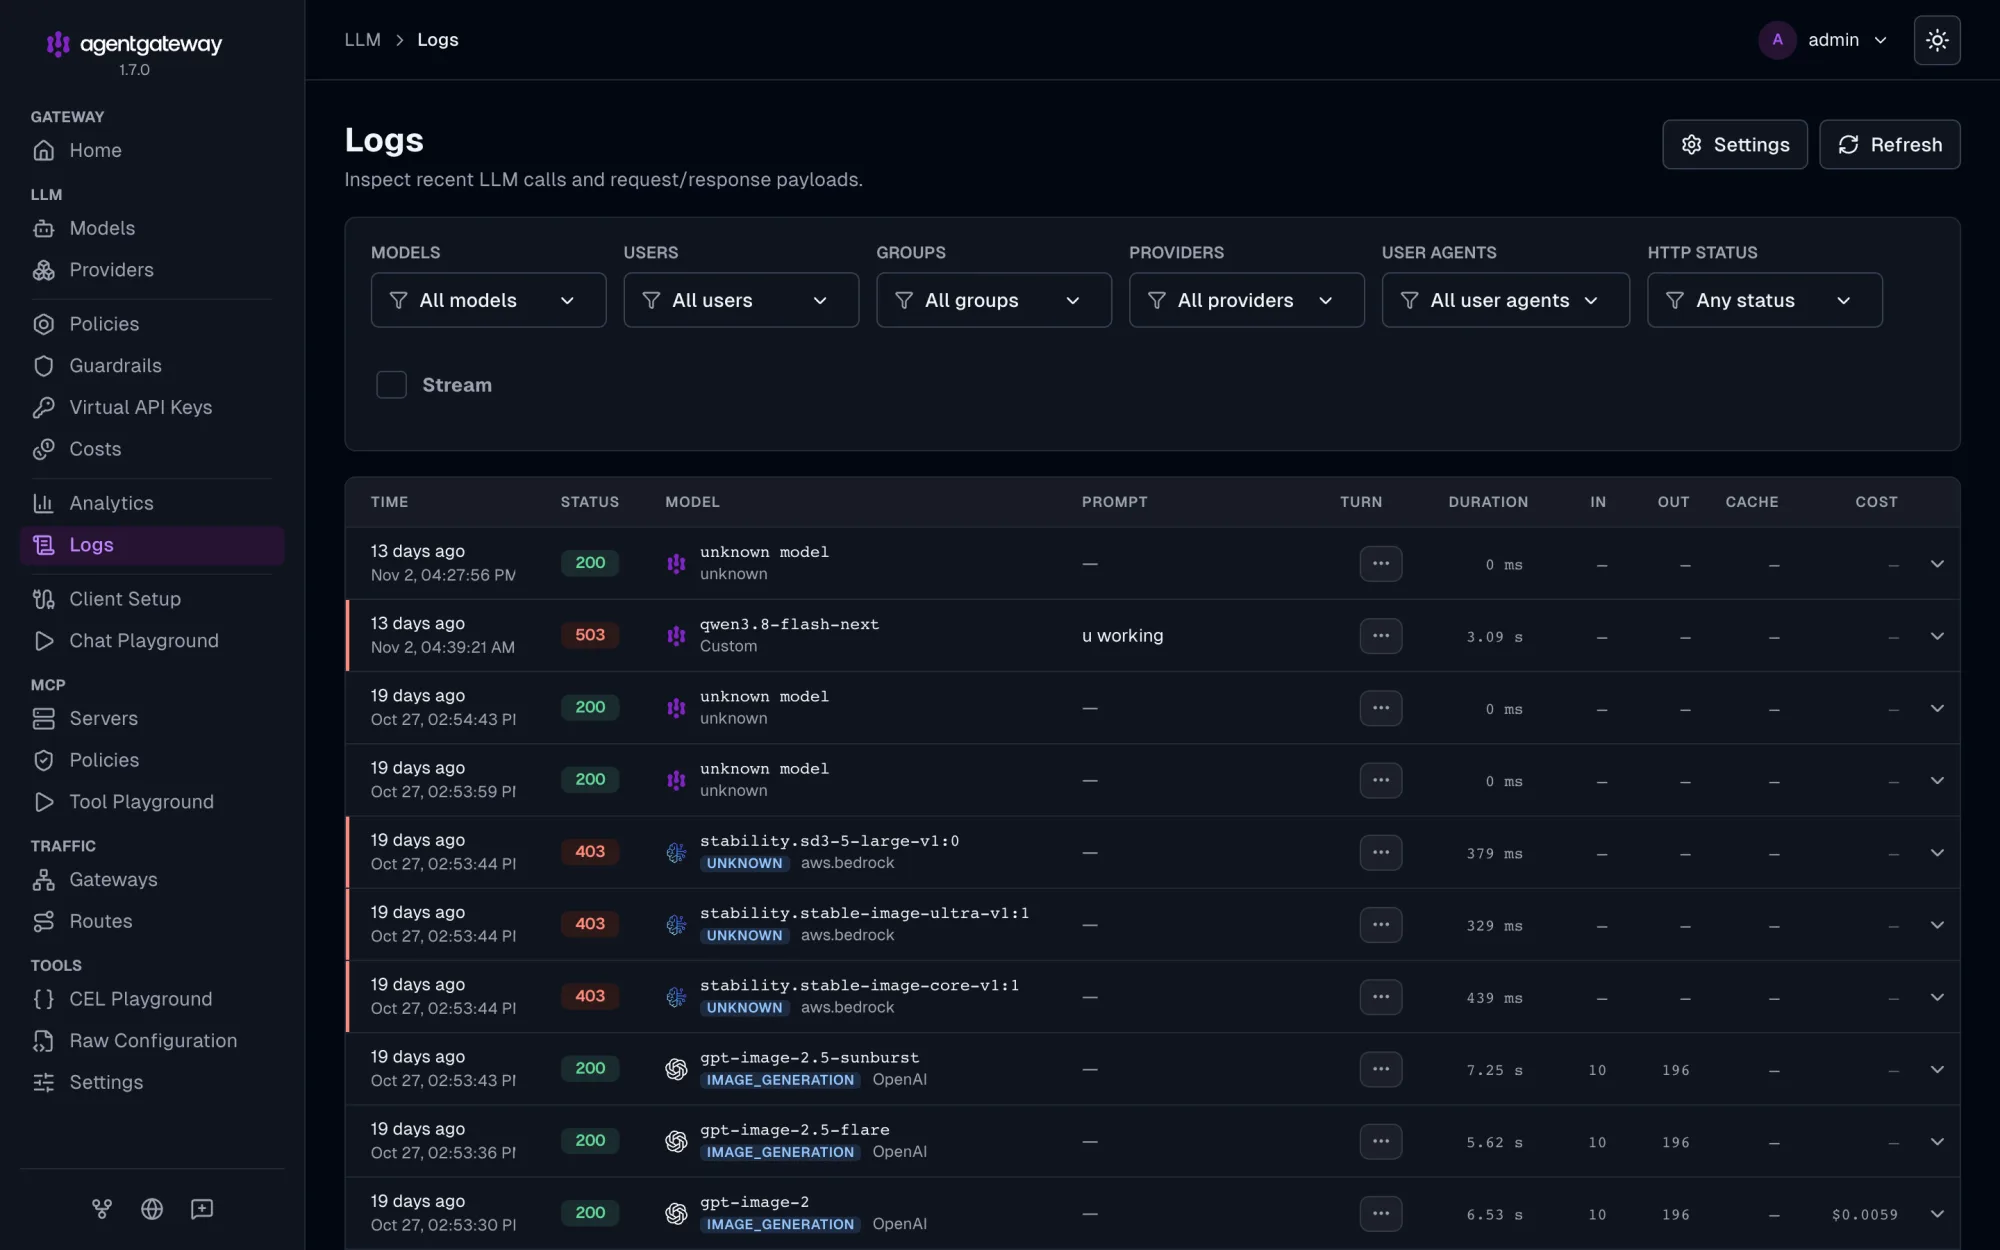 agentgateway
1.7.0
GATEWAY
Home
LLM
Models
Providers
Policies
Guardrails
Virtual API Keys
Costs
Analytics
Logs
Client Setup
Chat Playground
MCP
Servers
Policies
Tool Playground
TRAFFIC
Gateways
Routes
TOOLS
CEL Playground
Raw Configuration
Settings
LLM > Logs
A admin
Logs
Inspect recent LLM calls and request/response payloads.
Settings Refresh
MODELS USERS GROUPS PROVIDERS USER AGENTS HTTP STATUS
All models All users All groups All providers All user agents Any status
Stream
TIME STATUS MODEL PROMPT TURN DURATION IN OUT CACHE COST
13 days ago unknown model
Nov 2, 04:27:56 PM 200 unknown — ··· 0 ms — — — —
13 days ago qwen3.8-flash-next
Nov 2, 04:39:21 AM 503 Custom u working ··· 3.09 s — — — —
19 days ago unknown model
Oct 27, 02:54:43 PI 200 unknown — ··· 0 ms — — — —
19 days ago unknown model
Oct 27, 02:53:59 PI 200 unknown — ··· 0 ms — — — —
19 days ago stability.sd3-5-large-v1:0
Oct 27, 02:53:44 PI 403 UNKNOWN aws.bedrock — ··· 379 ms — — — —
19 days ago stability.stable-image-ultra-v1:1
Oct 27, 02:53:44 PI 403 UNKNOWN aws.bedrock — ··· 329 ms — — — —
19 days ago stability.stable-image-core-v1:1
Oct 27, 02:53:44 PI 403 UNKNOWN aws.bedrock — ··· 439 ms — — — —
19 days ago gpt-image-2.5-sunburst
Oct 27, 02:53:43 PI 200 IMAGE_GENERATION OpenAI — ··· 7.25 s 10 196 — —
19 days ago gpt-image-2.5-flare
Oct 27, 02:53:36 PI 200 IMAGE_GENERATION OpenAI — ··· 5.62 s 10 196 — —
19 days ago gpt-image-2
Oct 27, 02:53:30 PI 200 IMAGE_GENERATION OpenAI — ··· 6.53 s 10 196 — $0.0059